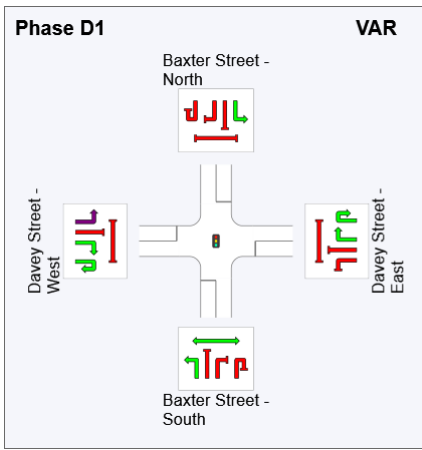 Phase D1
VAR
Baxter Street -
North
Davey Street -
West
Davey Street -
East
Baxter Street -
South